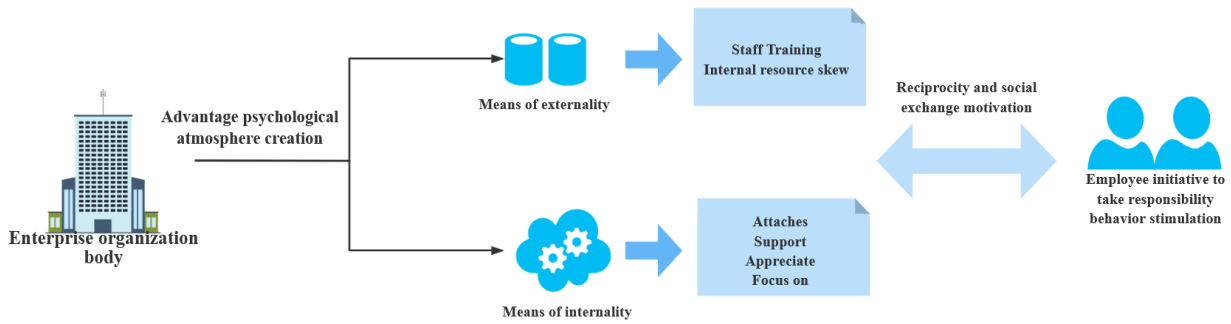 Enterprise organization
body
Advantage psychological
atmosphere creation
Means of externality
Staff Training
Internal resource skew
Means of internality
Attaches
Support
Appreciate
Focus on
Reciprocity and social
exchange motivation
Employee initiative to
take responsibility
behavior stimulation